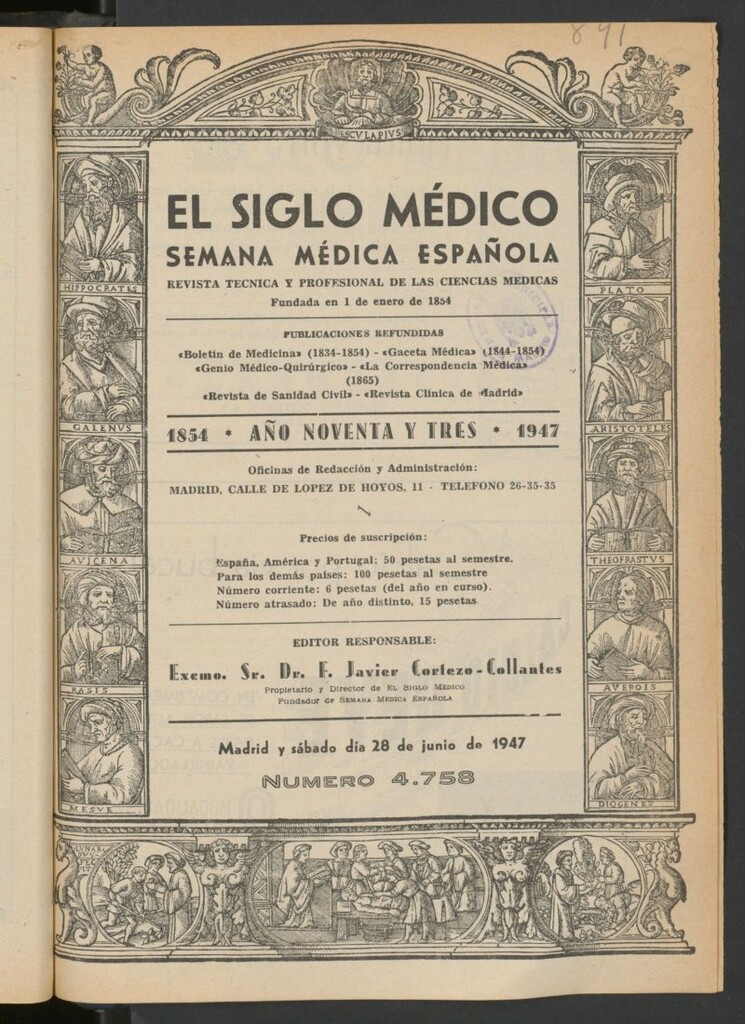 891
ESCVLAPIVS
EL SIGLO MÉDICO
SEMANA MÉDICA ESPAÑOLA
REVISTA TECNICA Y PROFESIONAL DE LAS CIENCIAS MEDICAS
Fundada en 1 de enero de 1854
PUBLICACIONES REFUNDIDAS
«Boletín de Medicina» (1834-1854) - «Gaceta Médica» (1844-1854)
«Genio Médico-Quirúrgico» - «La Correspondencia Médica»
(1865)
«Revista de Sanidad Civil» - «Revista Clínica de Madrid»
1854 * AÑO NOVENTA Y TRES * 1947
Oficinas de Redacción y Administración:
MADRID, CALLE DE LOPEZ DE HOYOS, 11 - TELEFONO 26-35-35
Precios de suscripción:
España, América y Portugal: 50 pesetas al semestre.
Para los demás países: 100 pesetas al semestre
Número corriente: 6 pesetas (del año en curso).
Número atrasado: De año distinto, 15 pesetas
EDITOR RESPONSABLE:
Excmo. Sr. Dr. F. Javier Cortezo-Collantes
Propietario y Director de EL SIGLO MÉDICO
Fundador de SEMANA MÉDICA ESPAÑOLA
Madrid y sábado día 28 de junio de 1947
NUMERO 4.758
HIPPOCRATES
GALENVS
AVICENA
RASIS
MESVE
PLATO
ARISTOTELES
THEOFRASTVS
AVEROIS
DIOGENES